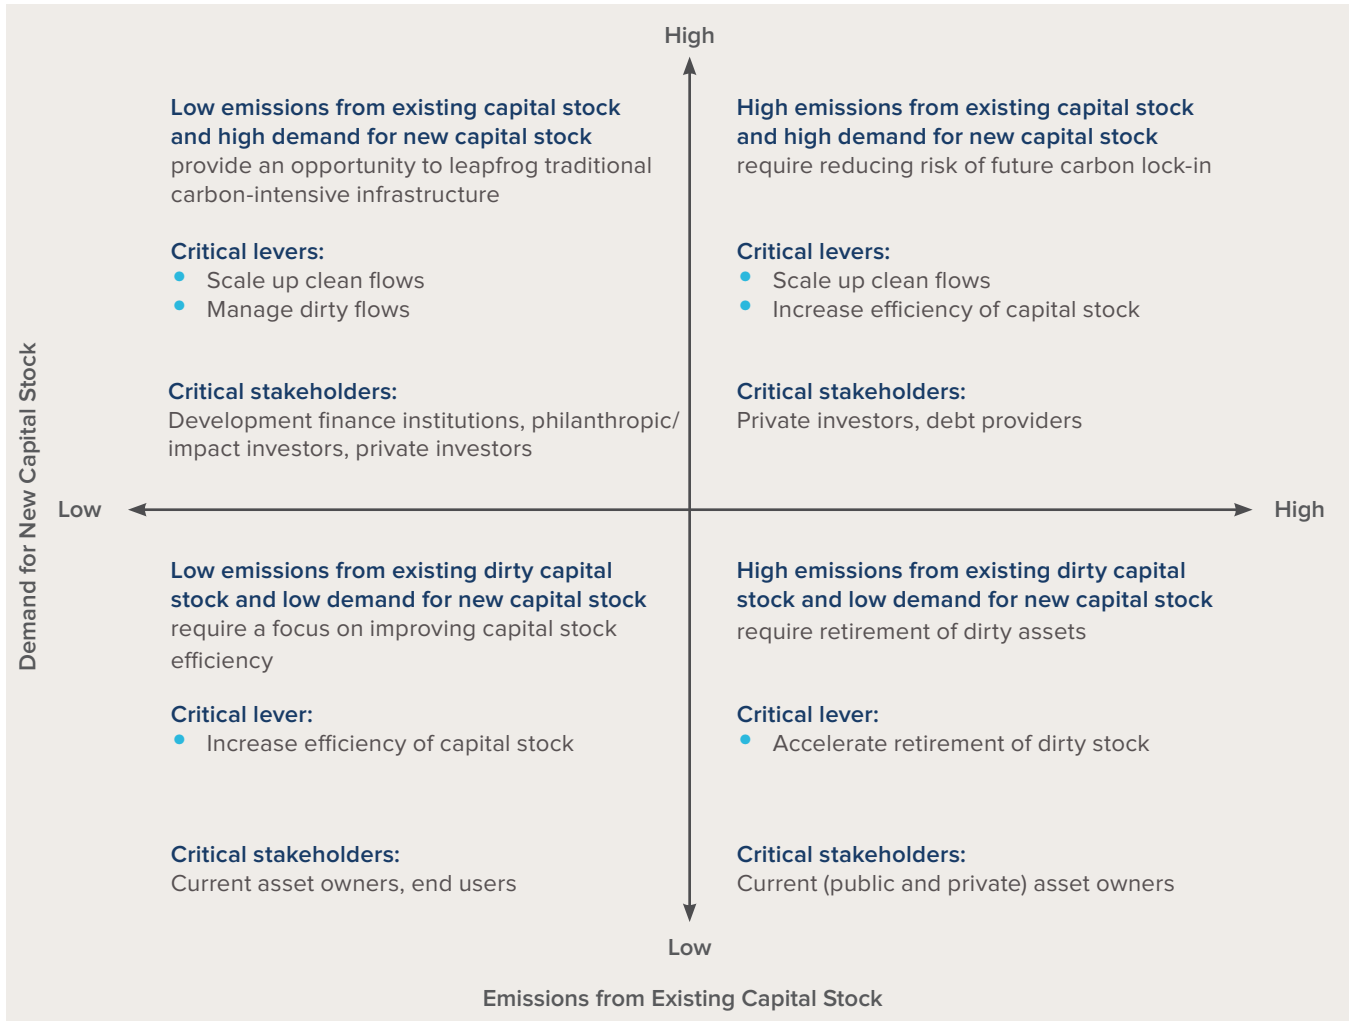 High
Low emissions from existing capital stock
and high demand for new capital stock
provide an opportunity to leapfrog traditional
carbon-intensive infrastructure
Critical levers:
Scale up clean flows
Manage dirty flows
Critical stakeholders:
Development finance institutions, philanthropic/
impact investors, private investors
High emissions from existing capital stock
and high demand for new capital stock
require reducing risk of future carbon lock-in
Critical levers:
Scale up clean flows
Increase efficiency of capital stock
Critical stakeholders:
Private investors, debt providers
Demand for New Capital Stock
Low
High
Low emissions from existing dirty capital
stock and low demand for new capital stock
require a focus on improving capital stock
efficiency
Critical lever:
Increase efficiency of capital stock
Critical stakeholders:
Current asset owners, end users
High emissions from existing dirty capital
stock and low demand for new capital stock
require retirement of dirty assets
Critical lever:
Accelerate retirement of dirty stock
Critical stakeholders:
Current (public and private) asset owners
Low
Emissions from Existing Capital Stock